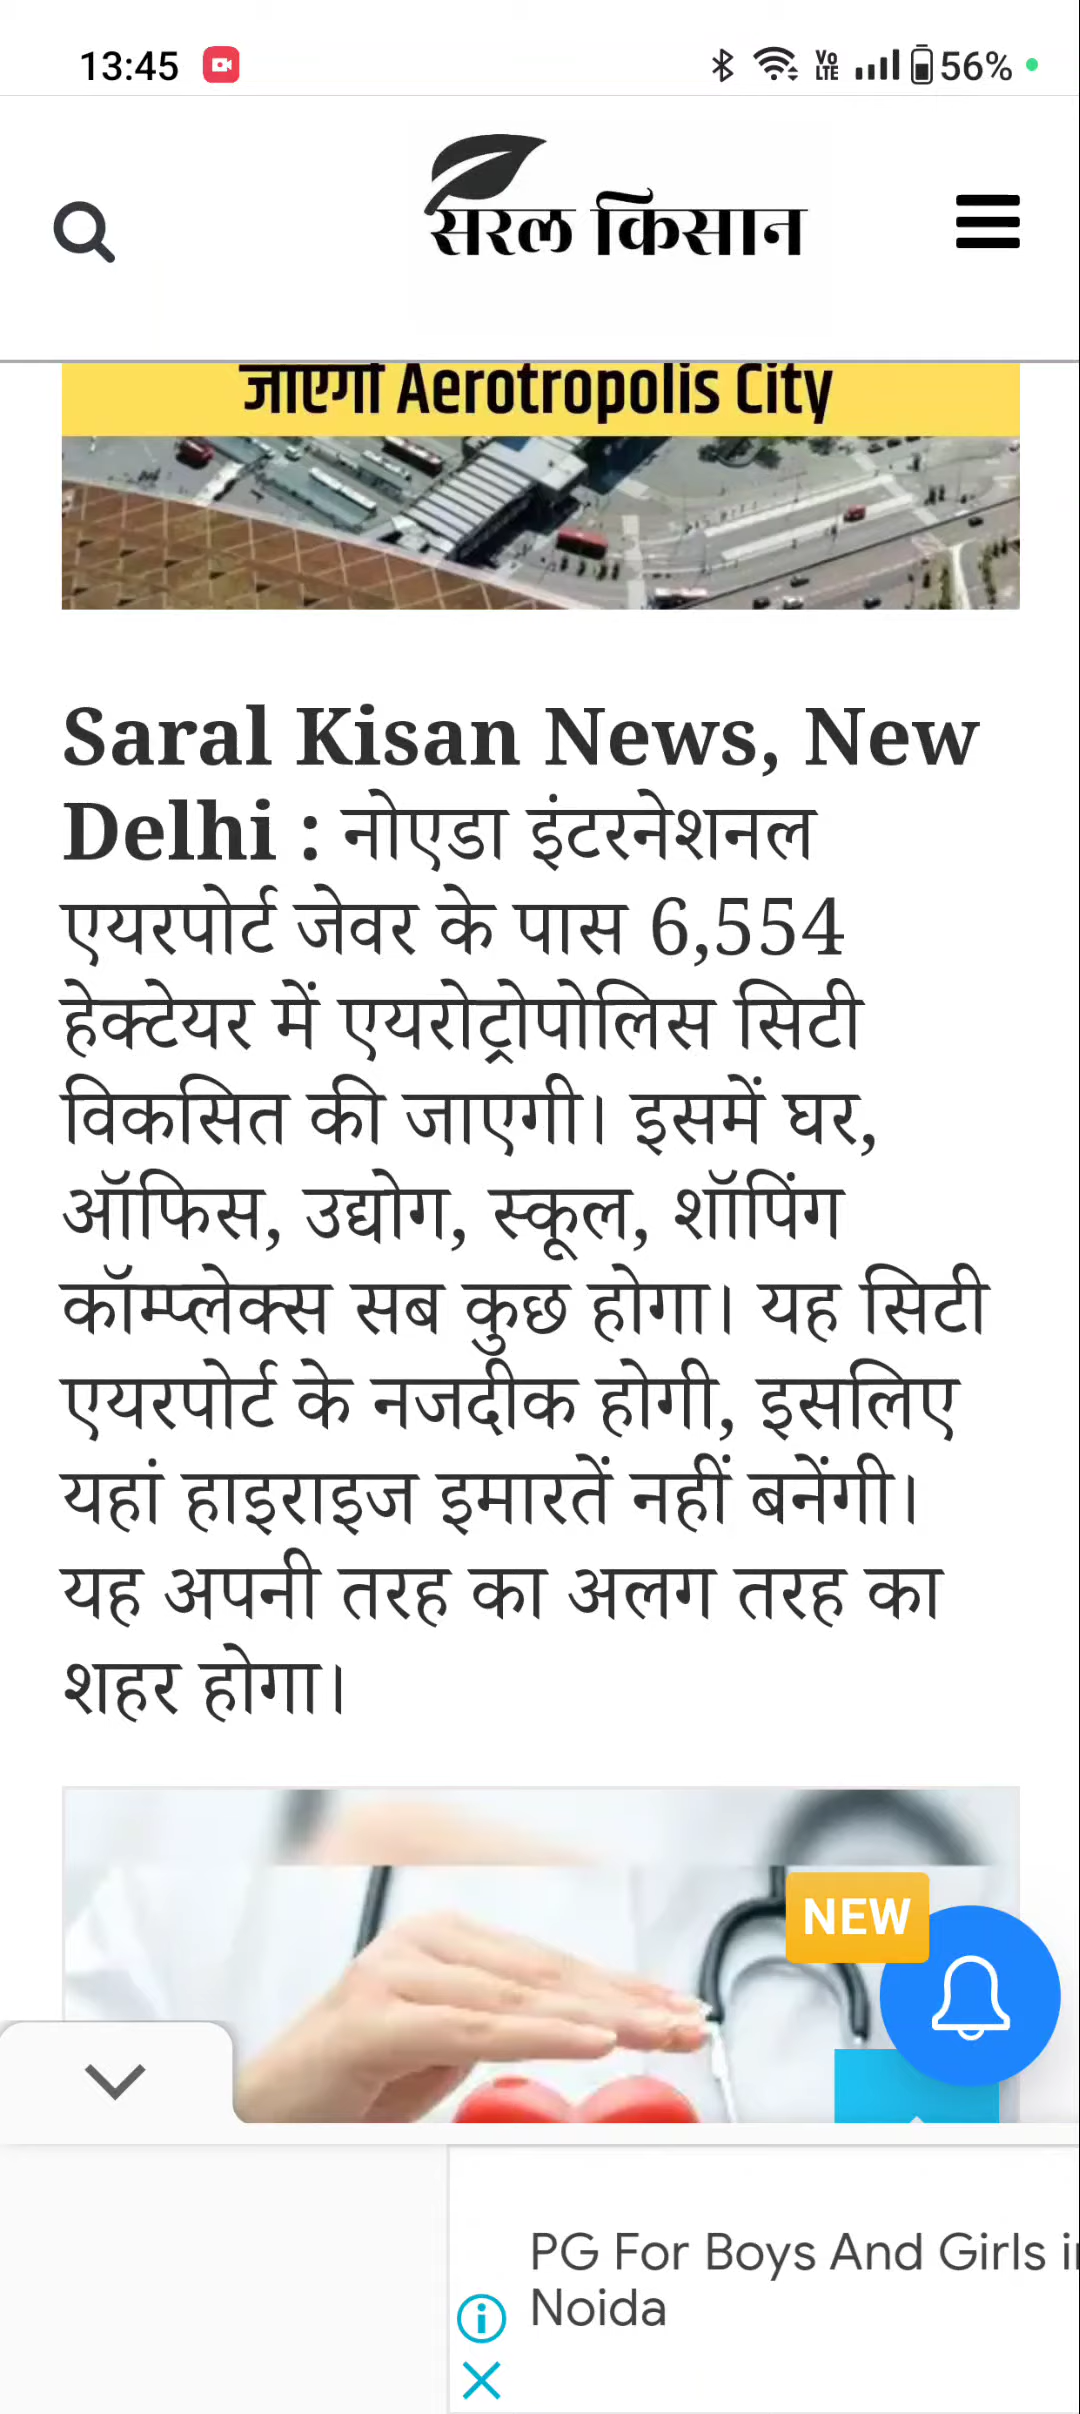 13:45
Vo LTE
56%
सरल किसान
जाएगा Aerotropolis City
Saral Kisan News, New
Delhi : नोएडा इंटरनेशनल
एयरपोर्ट जेवर के पास 6,554
हेक्टेयर में एयरोट्रोपोलिस सिटी
विकसित की जाएगी। इसमें घर,
ऑफिस, उद्योग, स्कूल, शॉपिंग
कॉम्प्लेक्स सब कुछ होगा। यह सिटी
एयरपोर्ट के नजदीक होगी, इसलिए
यहां हाइराइज इमारतें नहीं बनेंगी।
यह अपनी तरह का अलग तरह का
शहर होगा।
NEW
PG For Boys And Girls
Noida